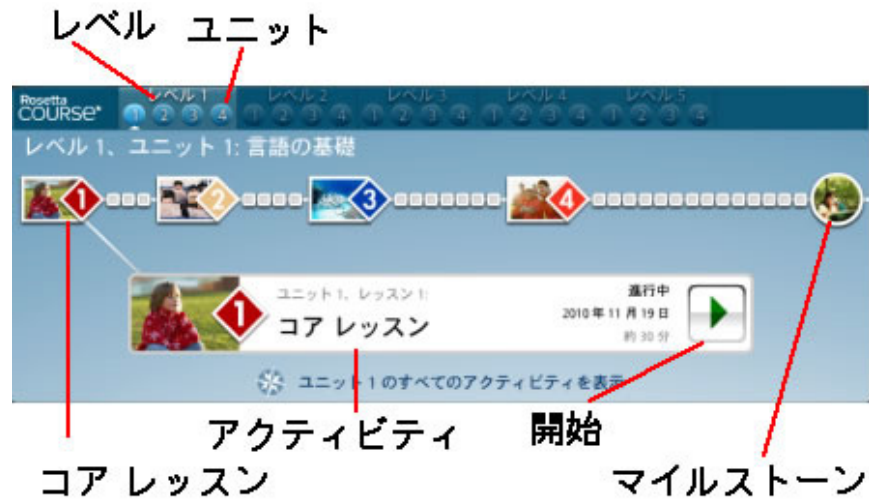 レベル ユニット
Rosetta COURSE* レベル 1 レベル 2 レベル 3 レベル 4 レベル 5
1 2 3 4 1 2 3 4 1 2 3 4 1 2 3 4 1 2 3 4
レベル 1、ユニット 1: 言語の基礎
1 2 3 4
ユニット 1、レッスン 1: 進行中
1 コア レッスン 2010 年 11 月 19 日
約 30 分
ユニット 1 のすべてのアクティビティを表示
アクティビティ 開始
コア レッスン マイルストーン